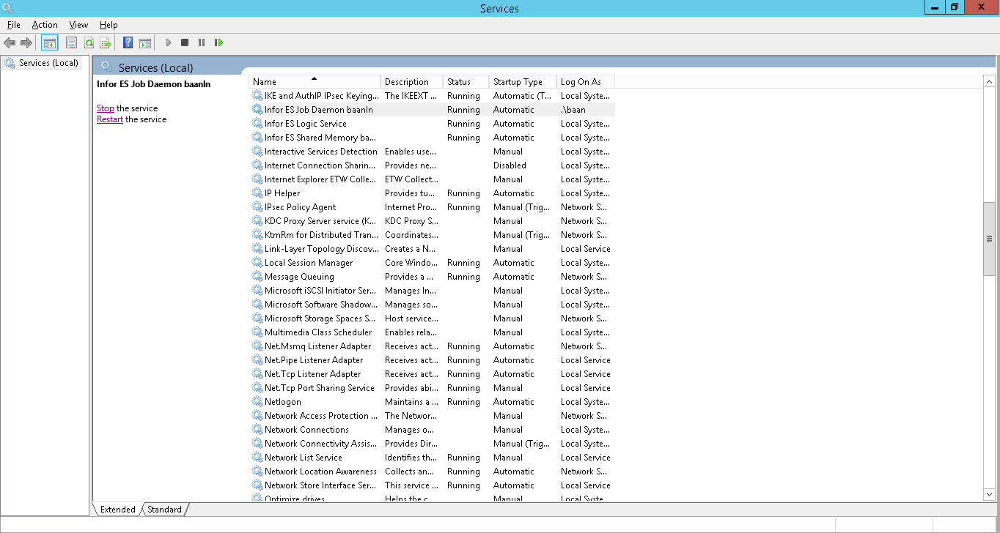 Services
File Action View Help
Services (Local)
Services (Local)
Infor ES Job Daemon baanln
Stop the service
Restart the service
Name Description Status Startup Type Log On As
IKE and AuthIP IPsec Keying... The IKEEXT ... Running Automatic (T... Local Syste...
Infor ES Job Daemon baanln Running Automatic .\baan
Infor ES Logic Service Running Automatic Local Syste...
Infor ES Shared Memory ba... Running Automatic Local Syste...
Interactive Services Detection Enables use... Manual Local Syste...
Internet Connection Sharin... Provides ne... Disabled Local Syste...
Internet Explorer ETW Colle... ETW Collect... Manual Local Syste...
IP Helper Provides tu... Running Automatic Local Syste...
IPsec Policy Agent Internet Pro... Running Manual (Trig... Network S...
KDC Proxy Server service (K... KDC Proxy S... Manual Network S...
KtmRm for Distributed Tran... Coordinates... Manual (Trig... Network S...
Link-Layer Topology Discov... Creates a N... Manual Local Service
Local Session Manager Core Windo... Running Automatic Local Syste...
Message Queuing Provides a ... Running Automatic Network S...
Microsoft iSCSI Initiator Ser... Manages In... Manual Local Syste...
Microsoft Software Shadow... Manages so... Manual Local Syste...
Microsoft Storage Spaces S... Host service... Manual Network S...
Multimedia Class Scheduler Enables rela... Manual Local Syste...
Net.Msmq Listener Adapter Receives act... Running Automatic Network S...
Net.Pipe Listener Adapter Receives act... Running Automatic Local Service
Net.Tcp Listener Adapter Receives act... Running Automatic Local Service
Net.Tcp Port Sharing Service Provides abi... Running Manual Local Service
Netlogon Maintains a ... Running Automatic Local Syste...
Network Access Protection ... The Networ... Manual Network S...
Network Connections Manages o... Manual Local Syste...
Network Connectivity Assis... Provides Dir... Manual (Trig... Local Syste...
Network List Service Identifies th... Running Manual Local Service
Network Location Awareness Collects an... Running Automatic Network S...
Network Store Interface Ser... This service ... Running Automatic Local Service
Optimize drives Helps the c... Manual Local Syste...
Extended Standard